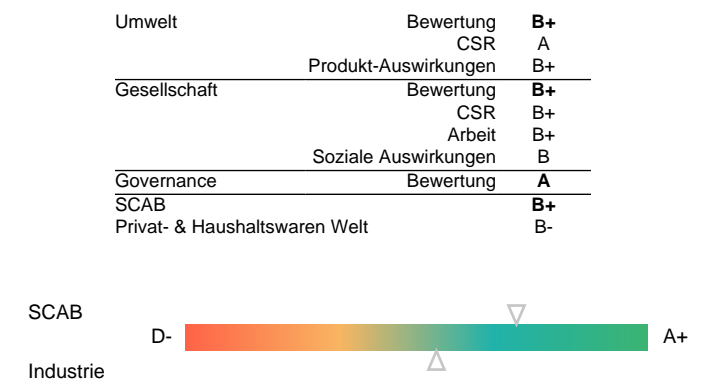 Umwelt Bewertung B+
CSR A
Produkt-Auswirkungen B+
Gesellschaft Bewertung B+
CSR B+
Arbeit B+
Soziale Auswirkungen B
Governance Bewertung A
SCAB B+
Privat- & Haushaltswaren Welt B-
SCAB
D- A+
Industrie